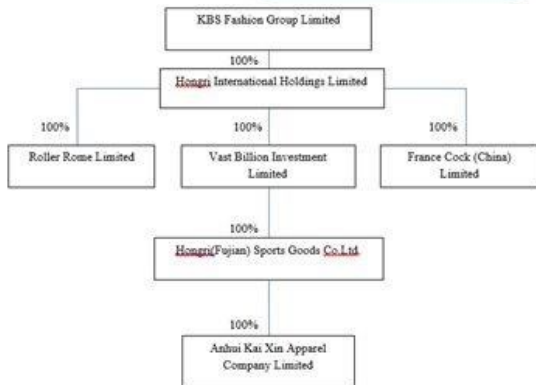 KBS Fashion Group Limited
100%
Hongri International Holdings Limited
100%
100%
100%
Roller Rome Limited
Vast Billion Investment
Limited
France Cock (China)
Limited
100%
Hongri(Fujian) Sports Goods Co.Ltd
100%
Anhui Kai Xin Apparel
Company Limited